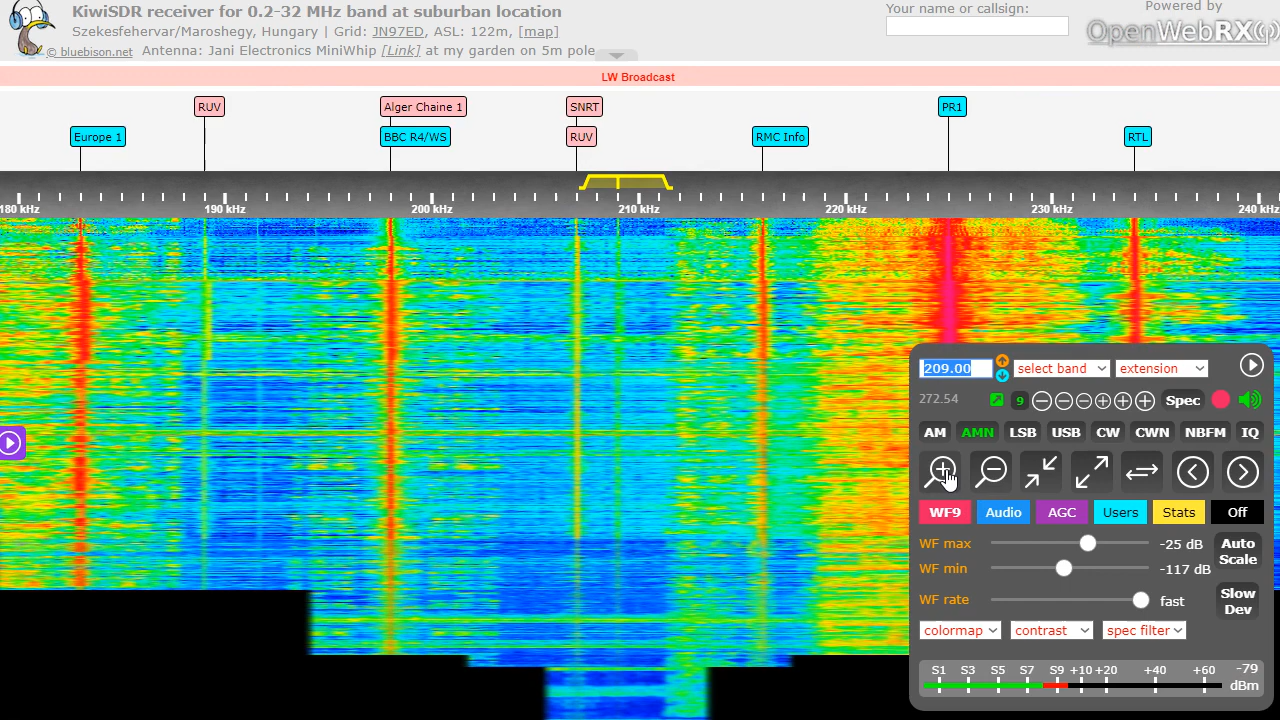 KiwiSDR receiver for 0.2-32 MHz band at suburban location
Szekesfehervar/Maroshegy, Hungary | Grid: JN97ED, ASL: 122m, [map]
© bluebison.net Antenna: Jani Electronics MiniWhip [Link] at my garden on 5m pole
Your name or callsign:
Powered by
OpenWebRX
LW Broadcast
RUV Alger Chaine 1 SNRT PR1
Europe 1 BBC R4/WS RUV RMC Info RTL
180 kHz 190 kHz 200 kHz 210 kHz 220 kHz 230 kHz 240 kHz
209.00 select band extension
272.54 9 Spec
AM AMN LSB USB CW CWN NBFM IQ
WF9 Audio AGC Users Stats Off
WF max -25 dB Auto Scale
WF min -117 dB
WF rate fast Slow Dev
colormap contrast spec filter
S1 S3 S5 S7 S9 +10 +20 +40 +60 -79 dBm